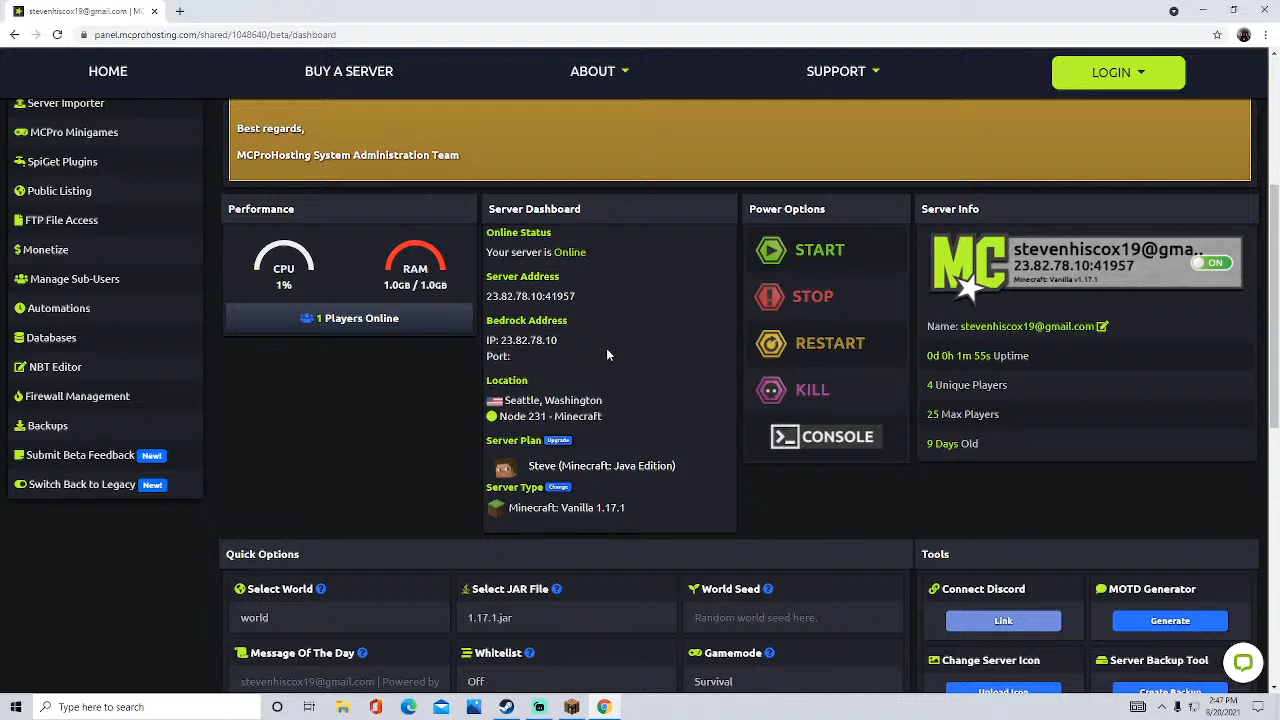 stevenhiscox19@gmail.com | MC
panel.mcprohosting.com/shared/1048640/beta/dashboard
HOME
BUY A SERVER
ABOUT
SUPPORT
LOGIN
Server Importer
MCPro Minigames
SpiGet Plugins
Public Listing
FTP File Access
Monetize
Manage Sub-Users
Automations
Databases
NBT Editor
Firewall Management
Backups
Submit Beta Feedback New!
Switch Back to Legacy New!
Best regards,
MCProHosting System Administration Team
Performance
CPU
1%
RAM
1.0GB / 1.0GB
1 Players Online
Server Dashboard
Online Status
Your server is Online
Server Address
23.82.78.10:41957
Bedrock Address
IP: 23.82.78.10
Port:
Location
Seattle, Washington
Node 231 - Minecraft
Server Plan Upgrade
Steve (Minecraft: Java Edition)
Server Type Change
Minecraft: Vanilla 1.17.1
Power Options
START
STOP
RESTART
KILL
CONSOLE
Server Info
MC
stevenhiscox19@gma..
23.82.78.10:41957
Minecraft: Vanilla v1.17.1
ON
Name: stevenhiscox19@gmail.com
0d 0h 1m 55s Uptime
4 Unique Players
25 Max Players
9 Days Old
Quick Options
Select World
world
Select JAR File
1.17.1.jar
World Seed
Random world seed here.
Message Of The Day
stevenhiscox19@gmail.com | Powered by
Whitelist
Off
Gamemode
Survival
Tools
Connect Discord
Link
MOTD Generator
Generate
Change Server Icon
Upload Icon
Server Backup Tool
Create Backup
Type here to search
2:47 PM
8/20/2021